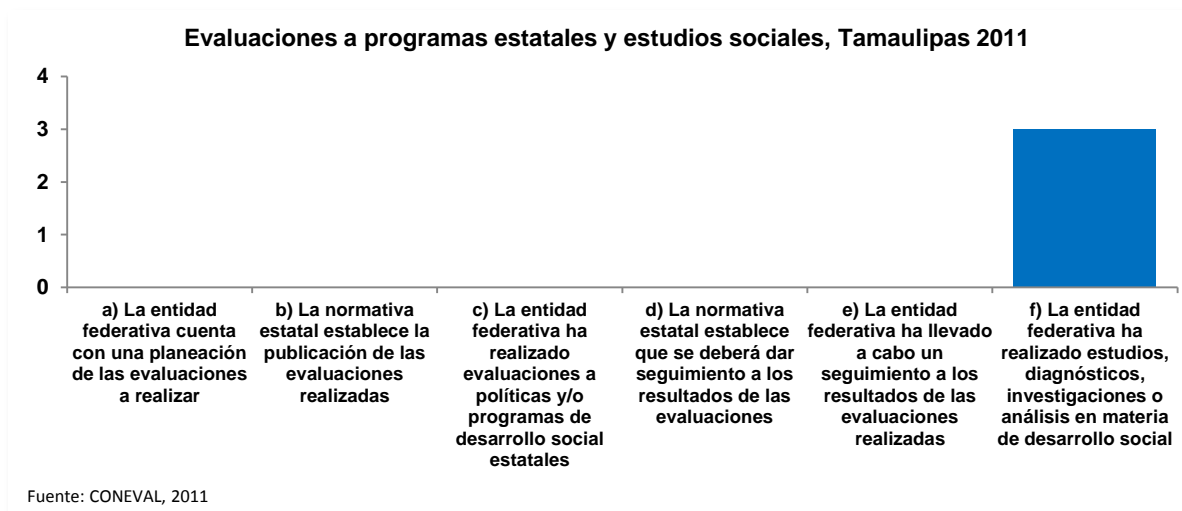 Evaluaciones a programas estatales y estudios sociales, Tamaulipas 2011
4
3
2
1
0
a) La entidad
federativa cuenta
con una planeación
de las evaluaciones
a realizar
b) La normativa
estatal establece la
publicación de las
evaluaciones
realizadas
c) La entidad
federativa ha
realizado
evaluaciones a
políticas y/o
programas de
desarrollo social
estatales
d) La normativa
estatal establece
que se deberá dar
seguimiento a los
resultados de las
evaluaciones
e) La entidad
federativa ha llevado
a cabo un
seguimiento a los
resultados de las
evaluaciones
realizadas
f) La entidad
federativa ha
realizado estudios,
diagnósticos,
investigaciones o
análisis en materia
de desarrollo social
Fuente: CONEVAL, 2011